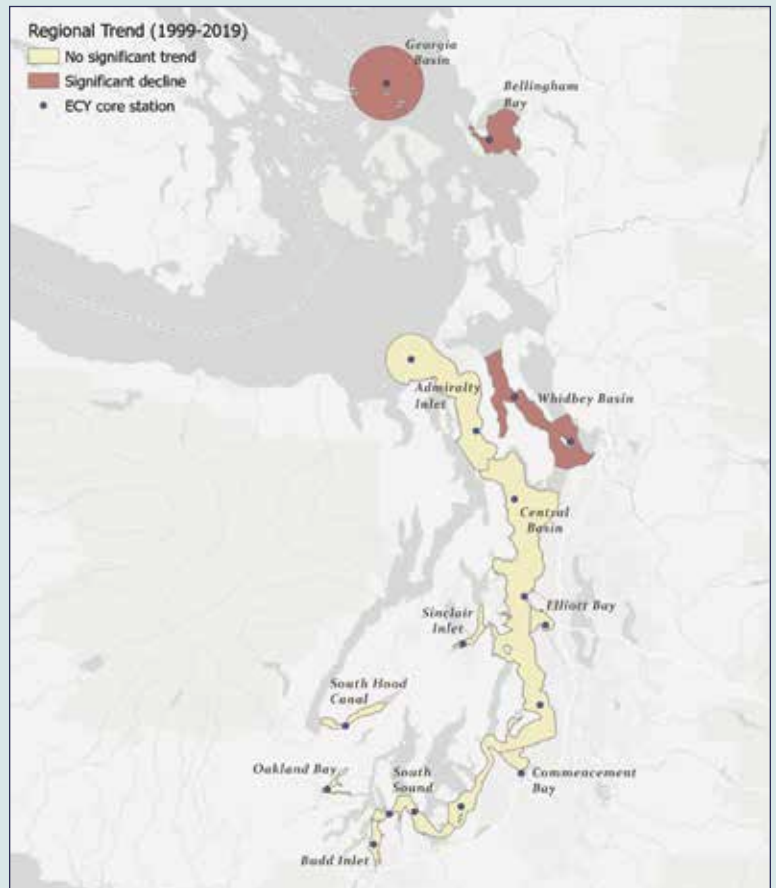 Regional Trend (1999-2019)
No significant trend
Significant decline
ECY core station
Georgia
Basin
Bellingham
Bay
Admiralty
Inlet
Whidbey Basin
Central
Basin
Sinclair
Inlet
Elliott Bay
South Hood
Canal
Oakland Bay
South
Sound
Commencement
Bay
Budd Inlet